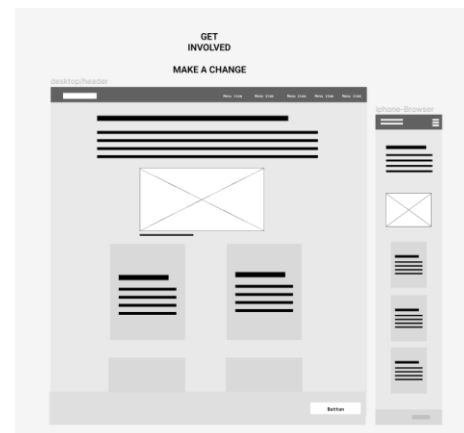 GET
INVOLVED
MAKE A CHANGE
desktop/header
iphone-Browser
Menu item Menu item Menu item Menu item Menu item
Button